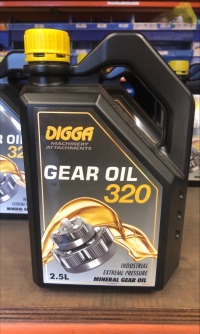 DIGGA
MACHINERY
ATTACHMENTS
GEAR OIL
320
2.5L
INDUSTRIAL
EXTREME PRESSURE
MINERAL GEAR OIL